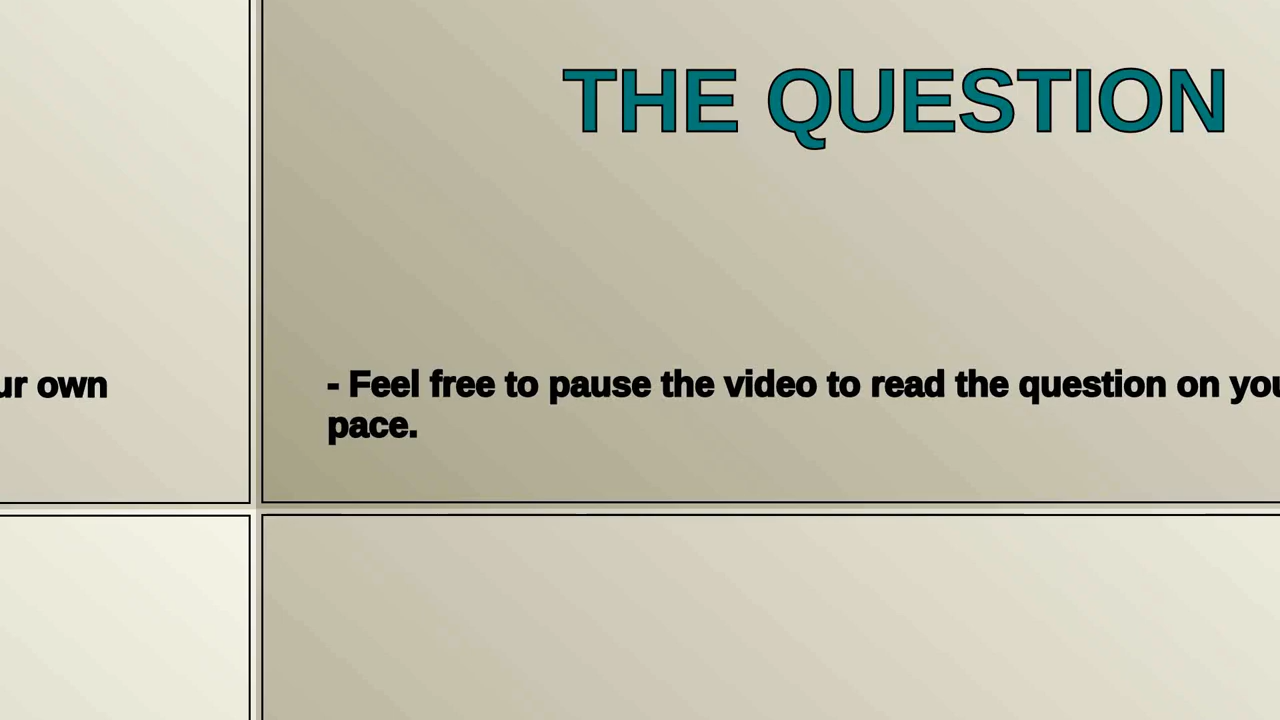 THE QUESTION
ur own
- Feel free to pause the video to read the question on you
pace.